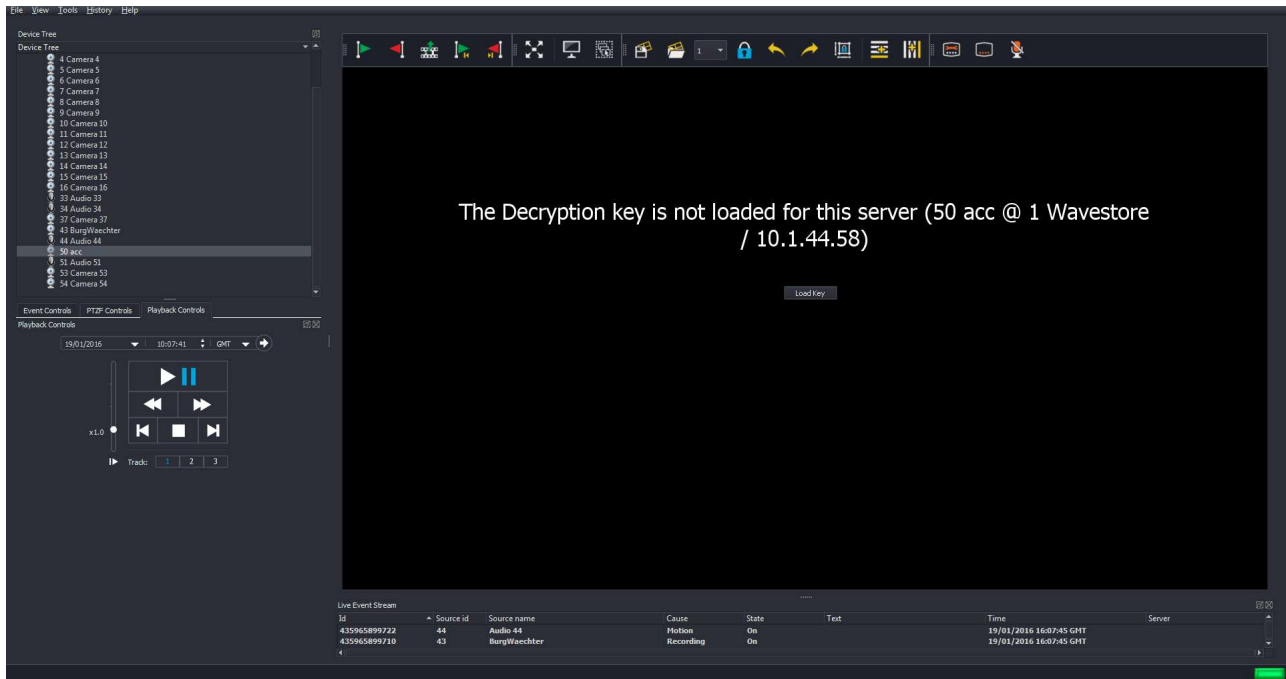 File View Tools History Help
Device Tree
Device Tree
4 Camera 4
5 Camera 5
6 Camera 6
7 Camera 7
8 Camera 8
9 Camera 9
10 Camera 10
11 Camera 11
12 Camera 12
13 Camera 13
14 Camera 14
15 Camera 15
16 Camera 16
33 Audio 33
34 Audio 34
37 Camera 37
43 BurgWaechter
44 Audio 44
50 acc
51 Audio 51
53 Camera 53
54 Camera 54
Event Controls PTZF Controls Playback Controls
Playback Controls
19/01/2016 10:07:41 GMT
x1.0
Track: 1 2 3
1
The Decryption key is not loaded for this server (50 acc @ 1 Wavestore
/ 10.1.44.58)
Load Key
Live Event Stream
Id Source id Source name Cause State Text Time Server
435965899722 44 Audio 44 Motion On 19/01/2016 16:07:45 GMT
435965899710 43 BurgWaechter Recording On 19/01/2016 16:07:45 GMT